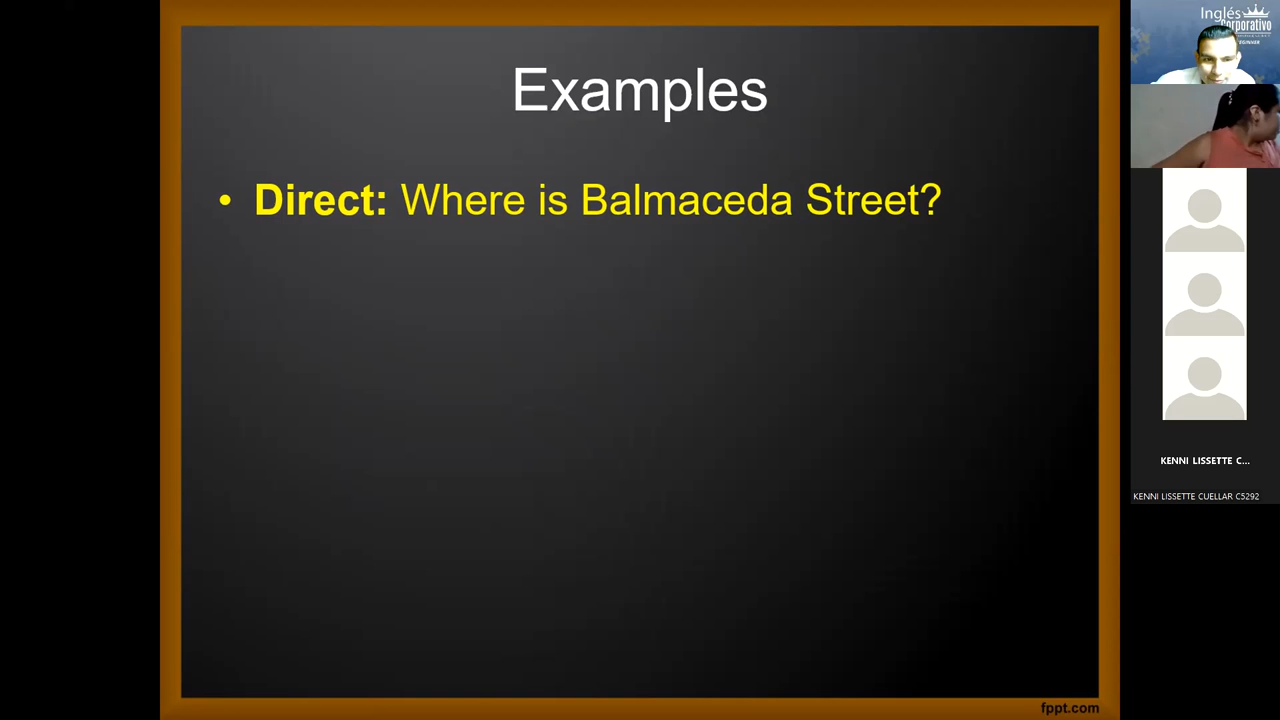 Examples
• Direct: Where is Balmaceda Street?
fppt.com
Inglés
Corporativo
KENNI LISSETTE C...
KENNI LISSETTE CUELLAR C5292